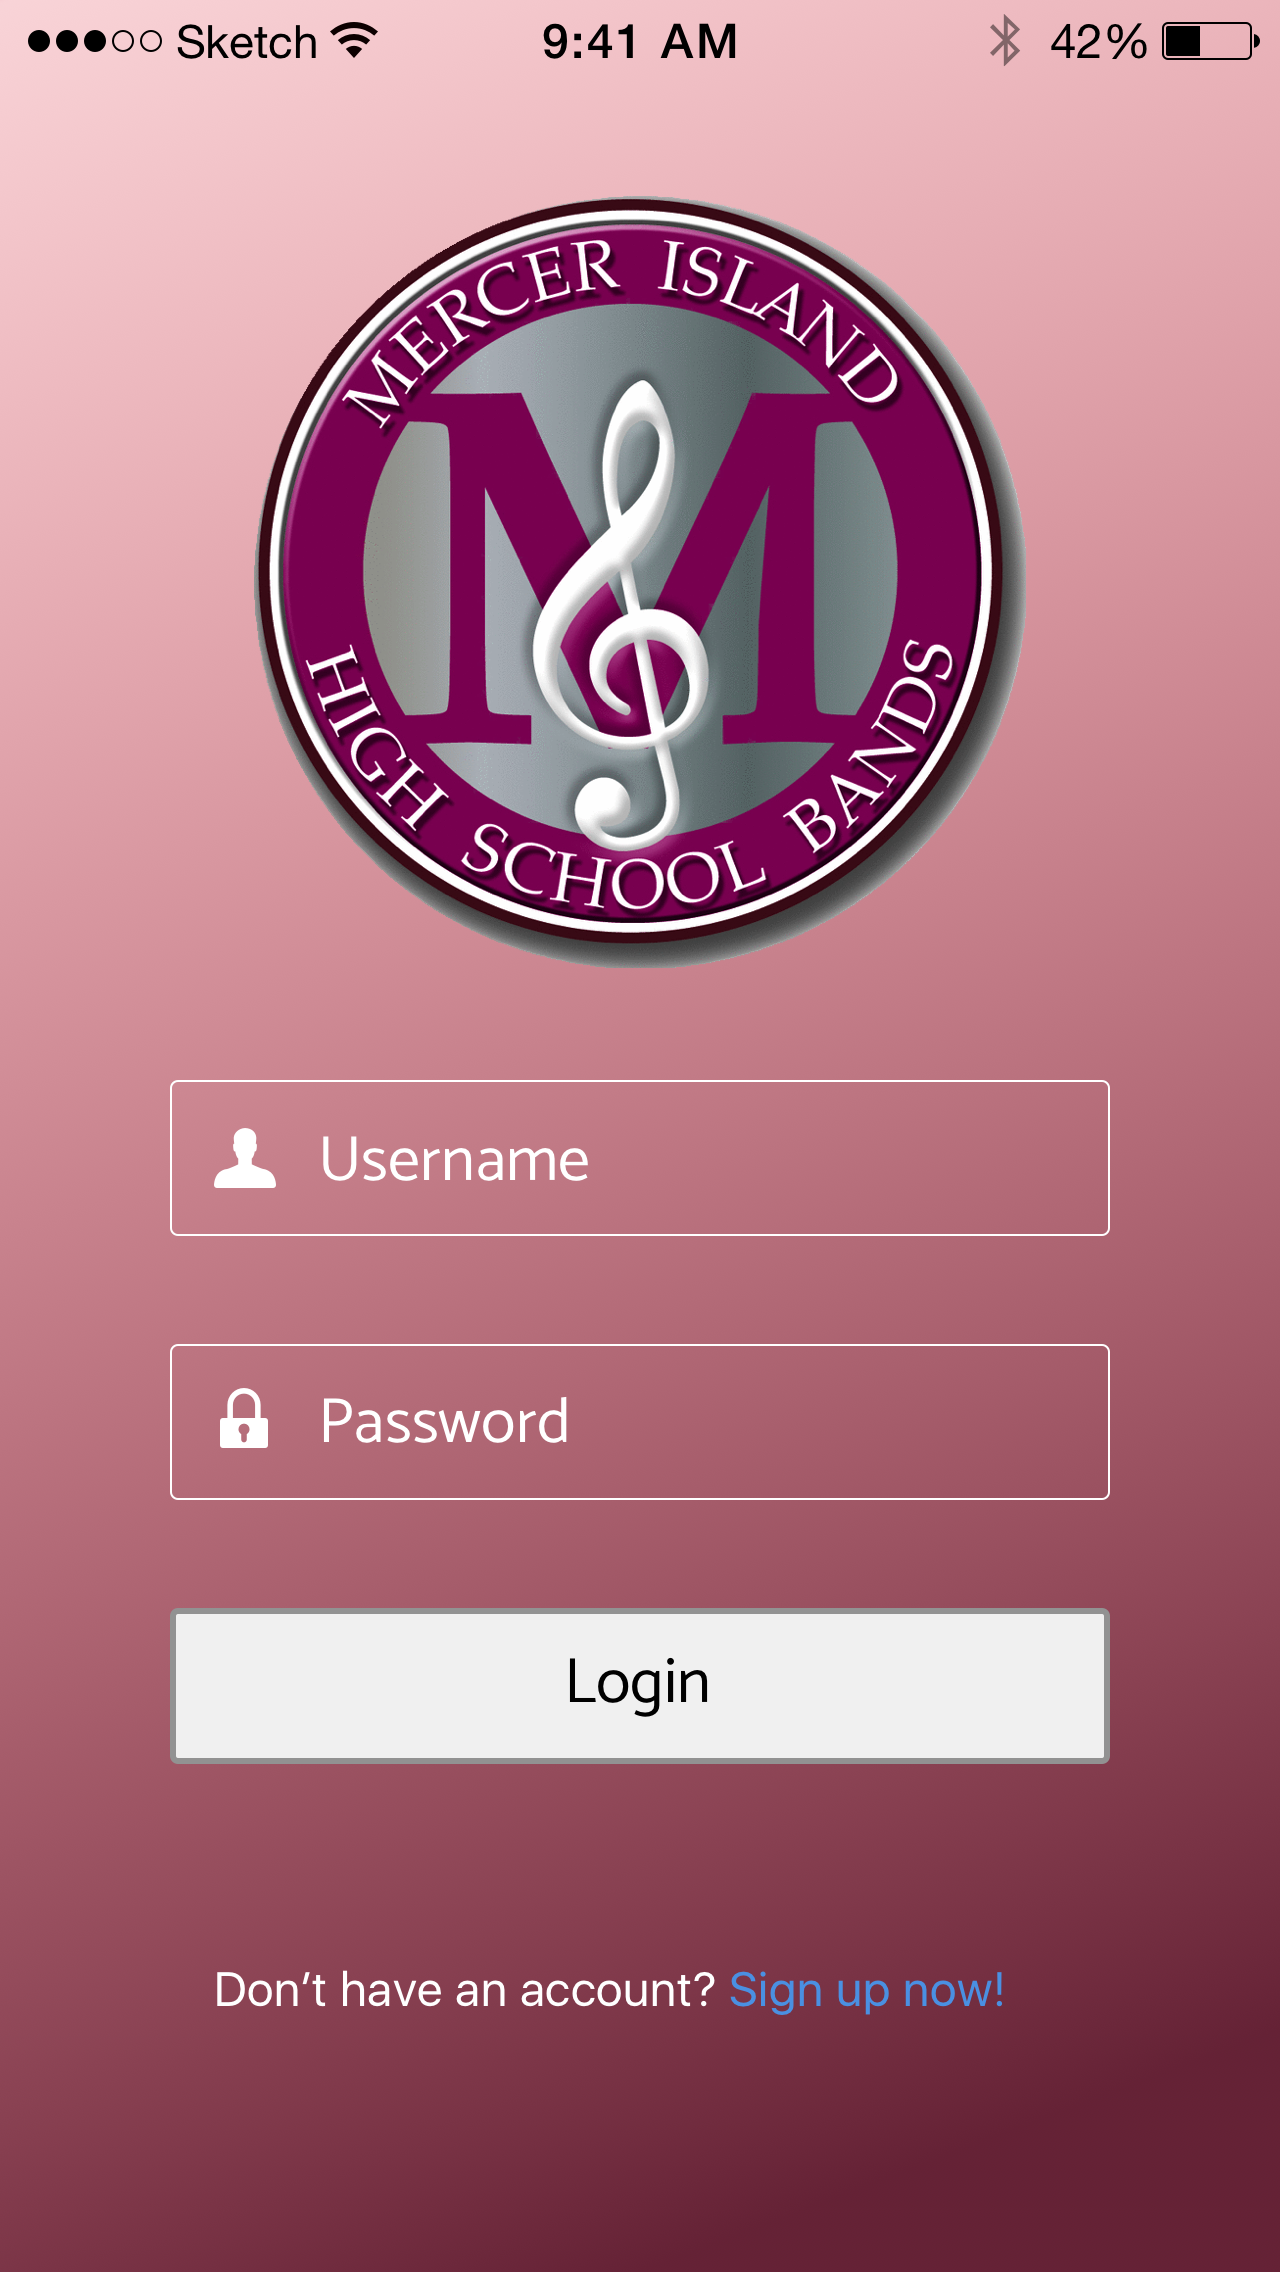 Sketch 9:41 AM 42%
MERCER ISLAND
M
HIGH SCHOOL BANDS
Username
Password
Login
Don't have an account? Sign up now!